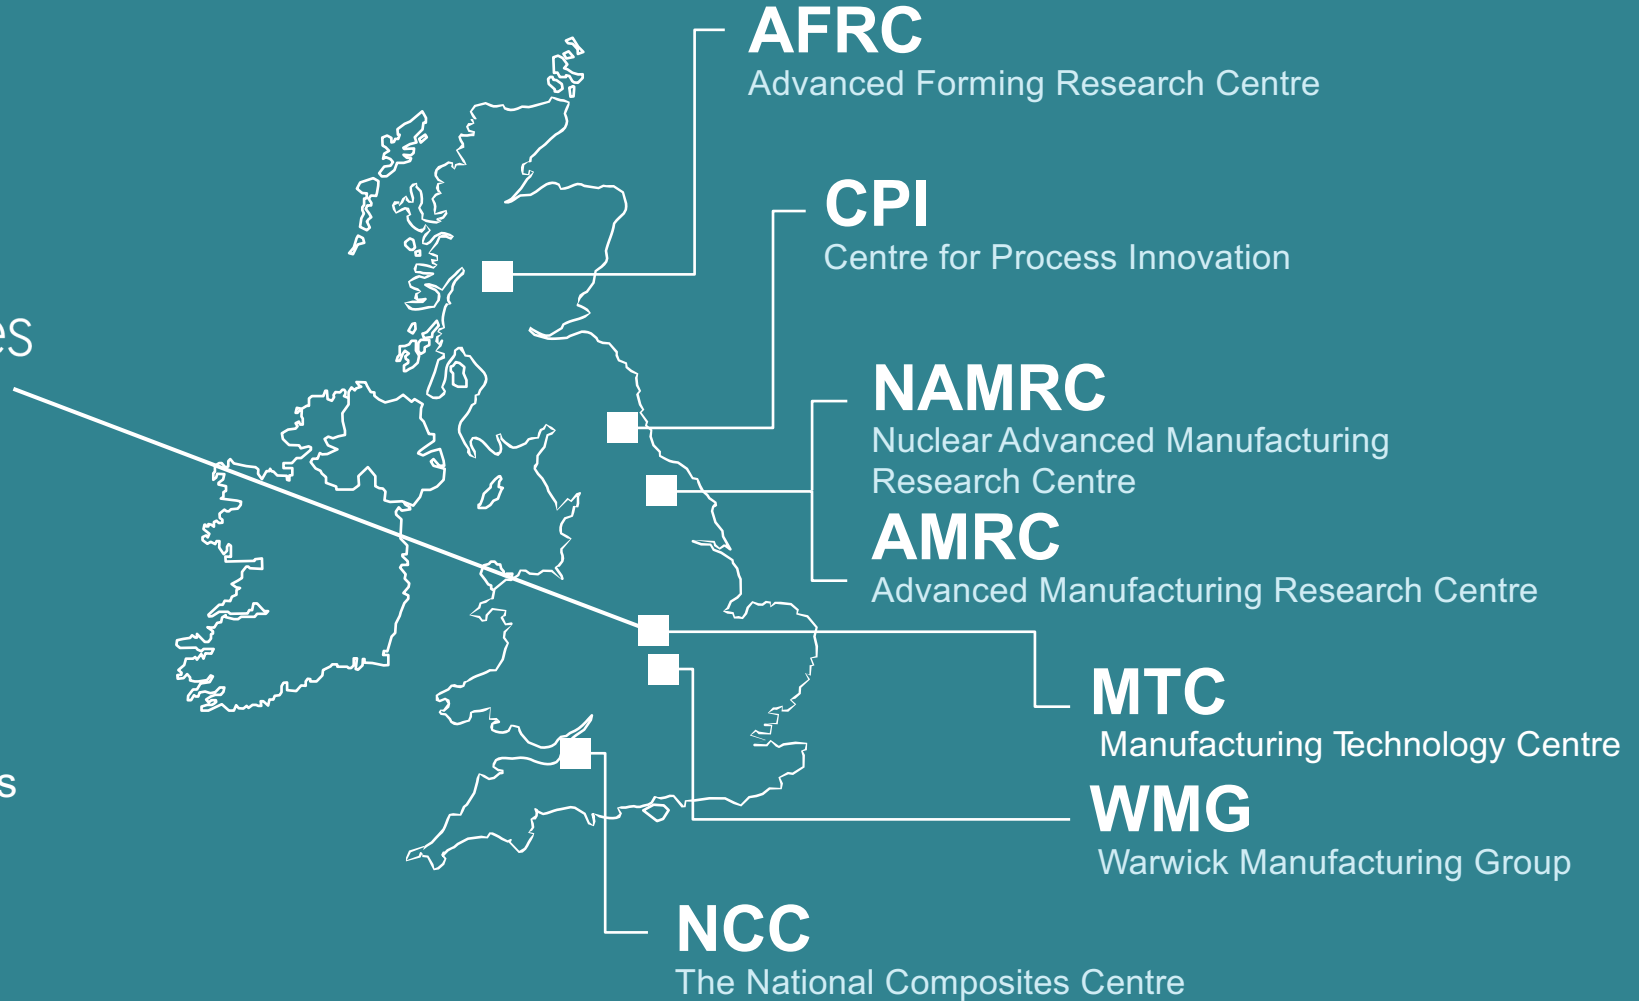 AFRC
Advanced Forming Research Centre
CPI
Centre for Process Innovation
NAMRC
Nuclear Advanced Manufacturing
Research Centre
AMRC
Advanced Manufacturing Research Centre
MTC
Manufacturing Technology Centre
WMG
Warwick Manufacturing Group
NCC
The National Composites Centre